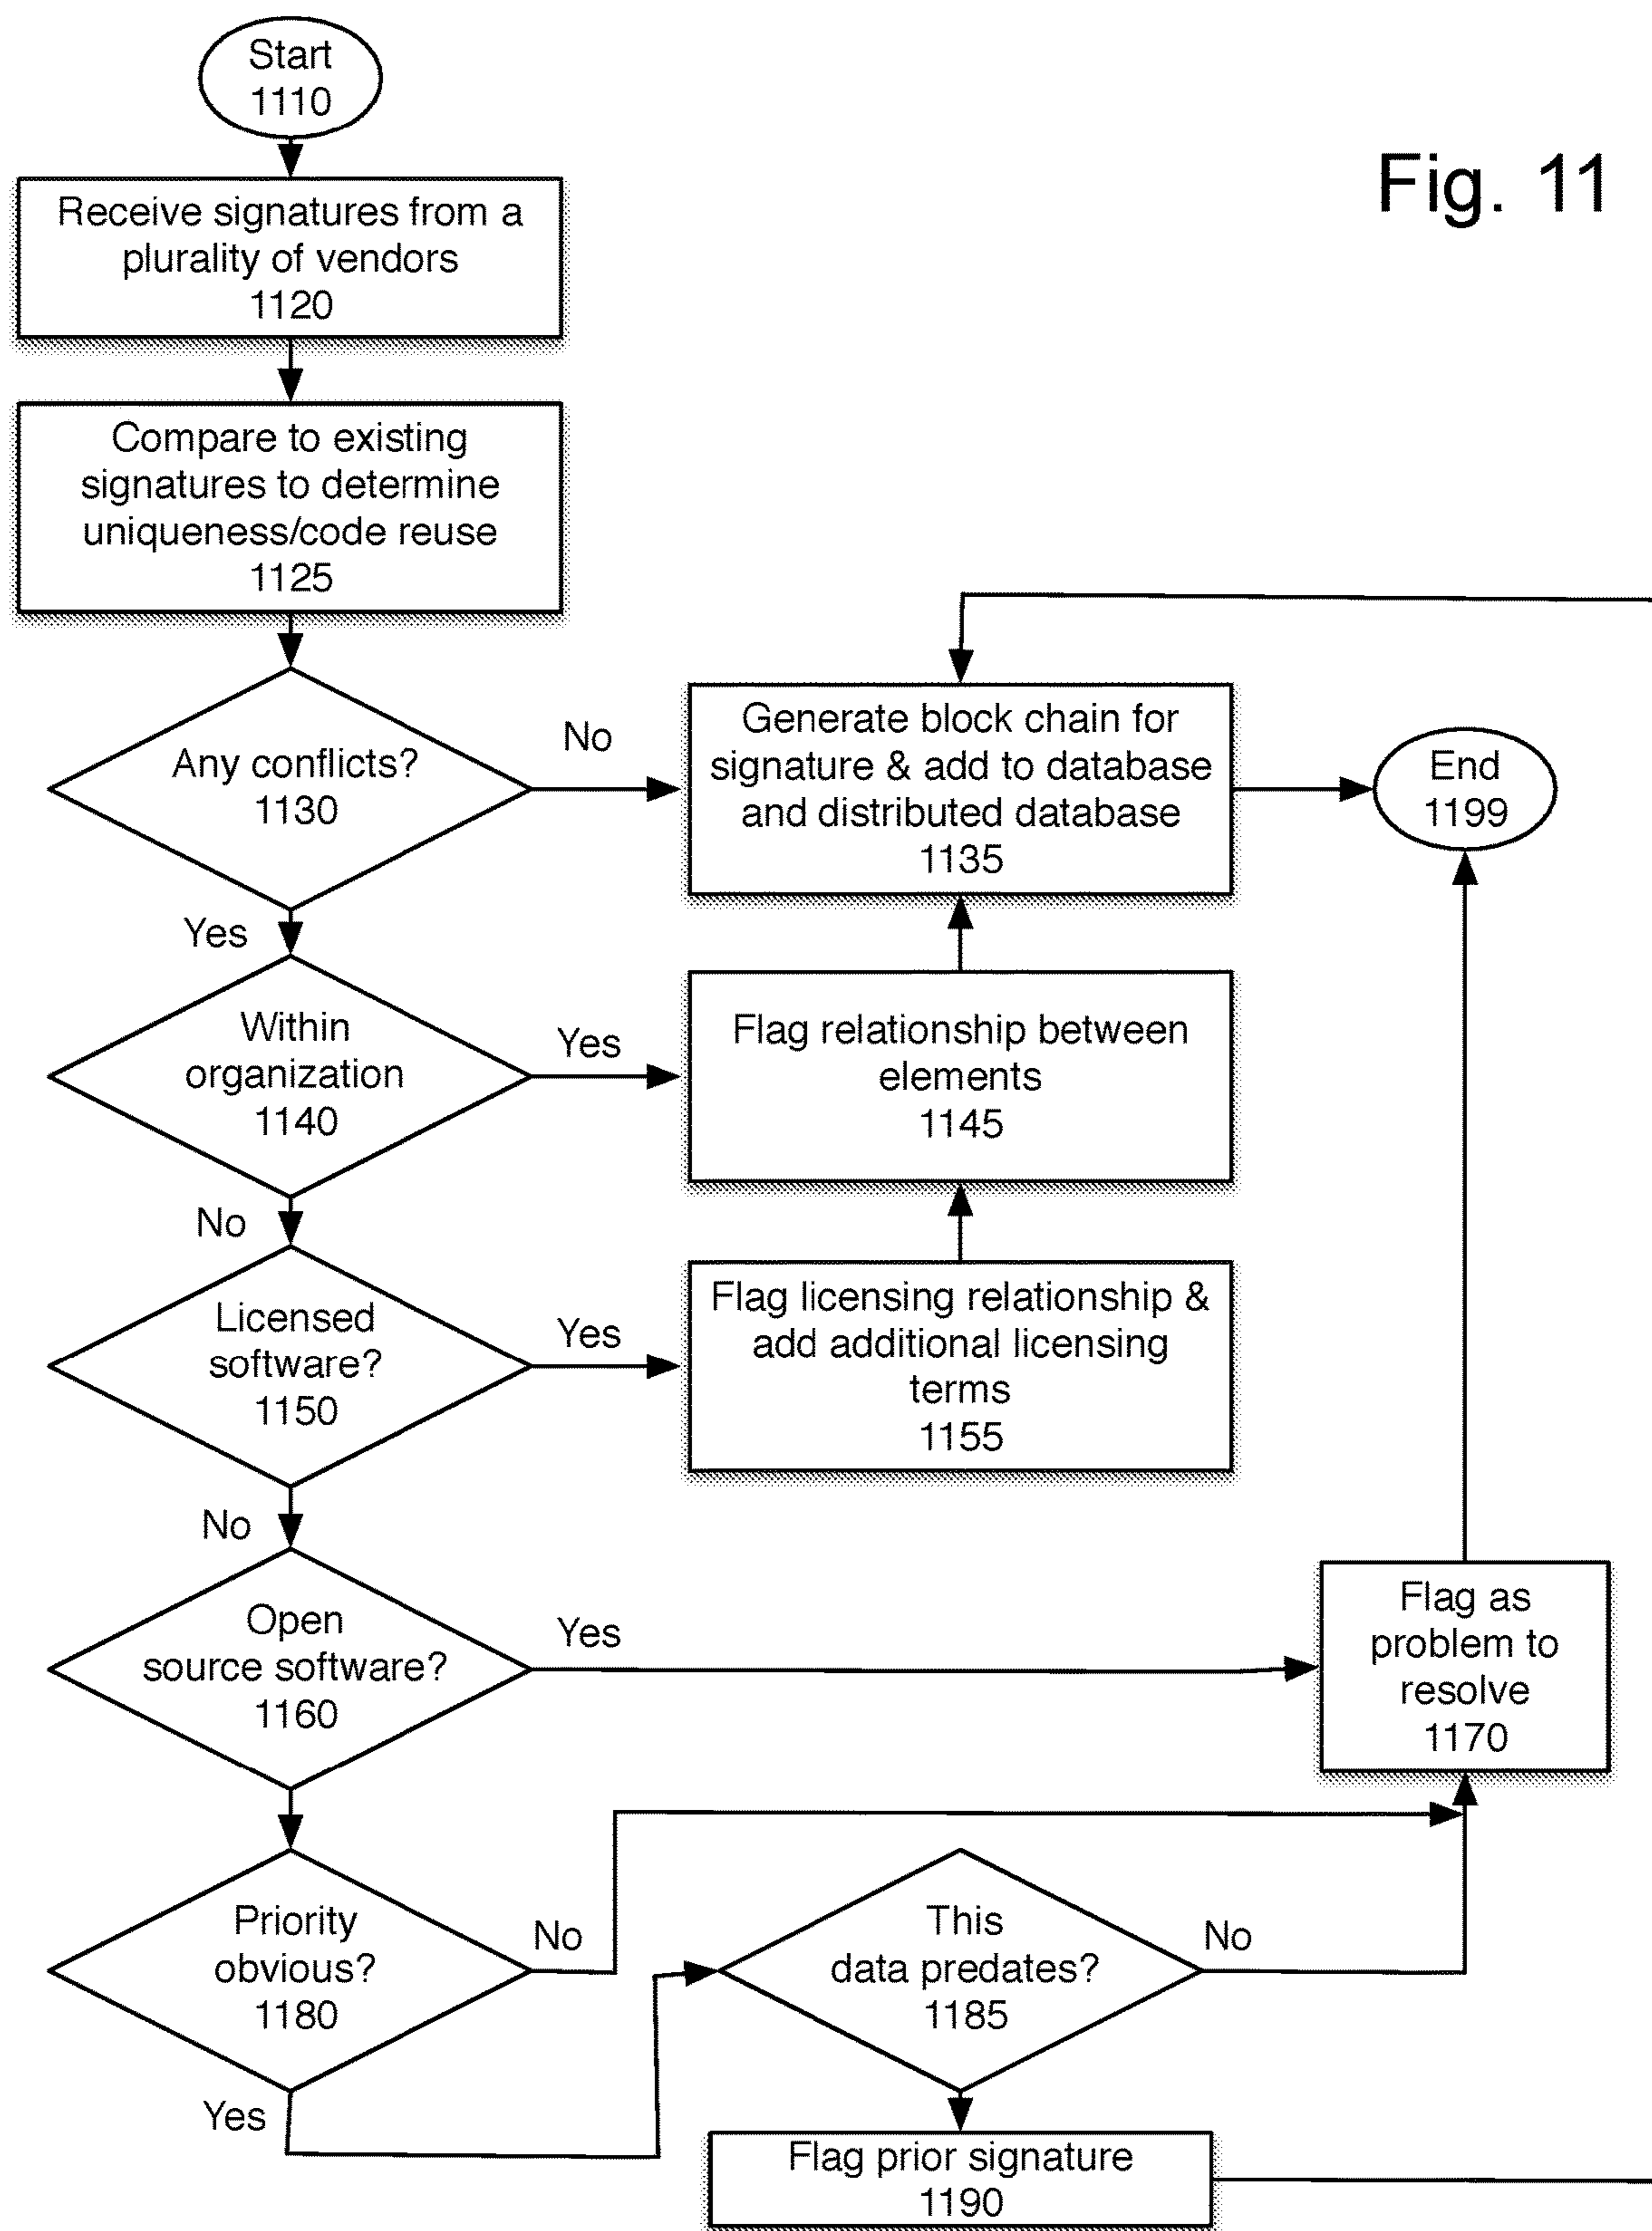 Start
1110
Fig. 11
Receive signatures from a
plurality of vendors
1120
Compare to existing
signatures to determine
uniqueness/code reuse
1125
Any conflicts?
1130
No
Generate block chain for
signature & add to database
and distributed database
1135
End
1199
Yes
Within
organization
1140
Yes
Flag relationship between
elements
1145
No
Licensed
software?
1150
Yes
Flag licensing relationship &
add additional licensing
terms
1155
No
Open
source software?
1160
Yes
Flag as
problem to
resolve
1170
Priority
obvious?
1180
No
This
data predates?
1185
No
Yes
Flag prior signature
1190